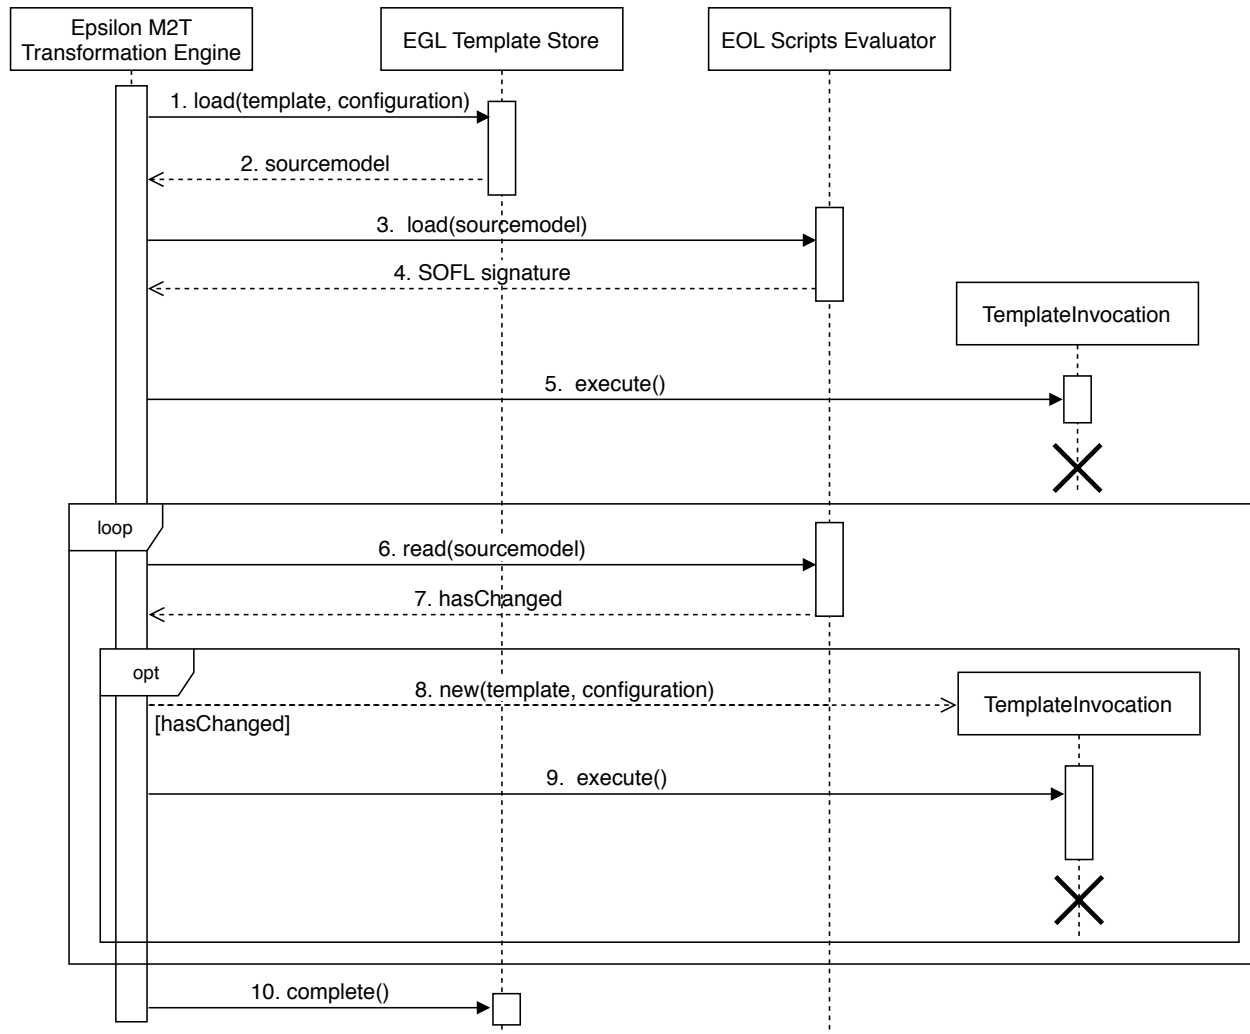 Epsilon M2T
Transformation Engine
EGL Template Store
EOL Scripts Evaluator
1. load(template, configuration)
2. sourcemodel
3. load(sourcemodel)
4. SOFL signature
TemplateInvocation
5. execute()
loop
6. read(sourcemodel)
7. hasChanged
opt
8. new(template, configuration)
TemplateInvocation
[hasChanged]
9. execute()
10. complete()